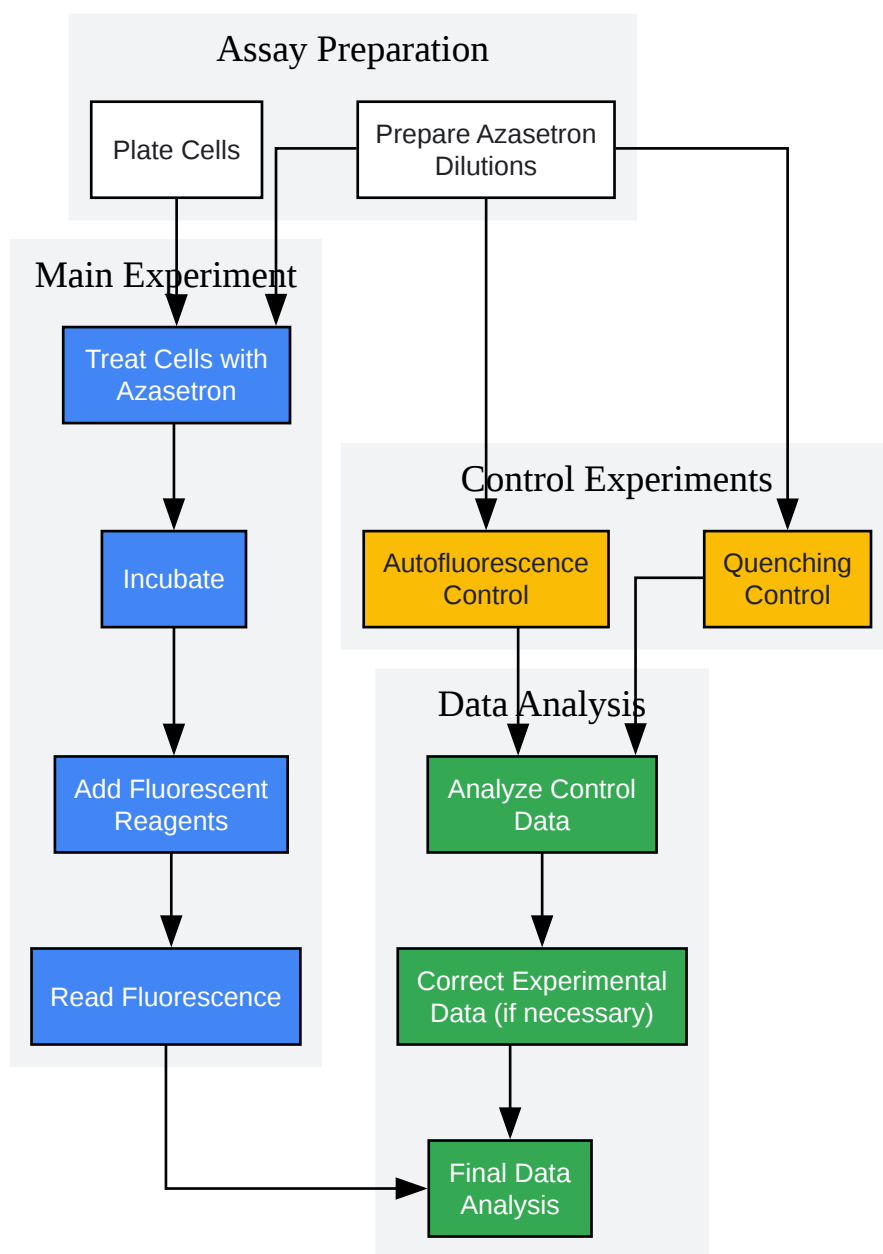 Assay Preparation
Plate Cells
Prepare Azasetron
Dilutions
Main Experiment
Treat Cells with
Azasetron
Control Experiments
Incubate
Autofluorescence
Control
Quenching
Control
Data Analysis
Add Fluorescent
Reagents
Analyze Control
Data
Read Fluorescence
Correct Experimental
Data (if necessary)
Final Data
Analysis